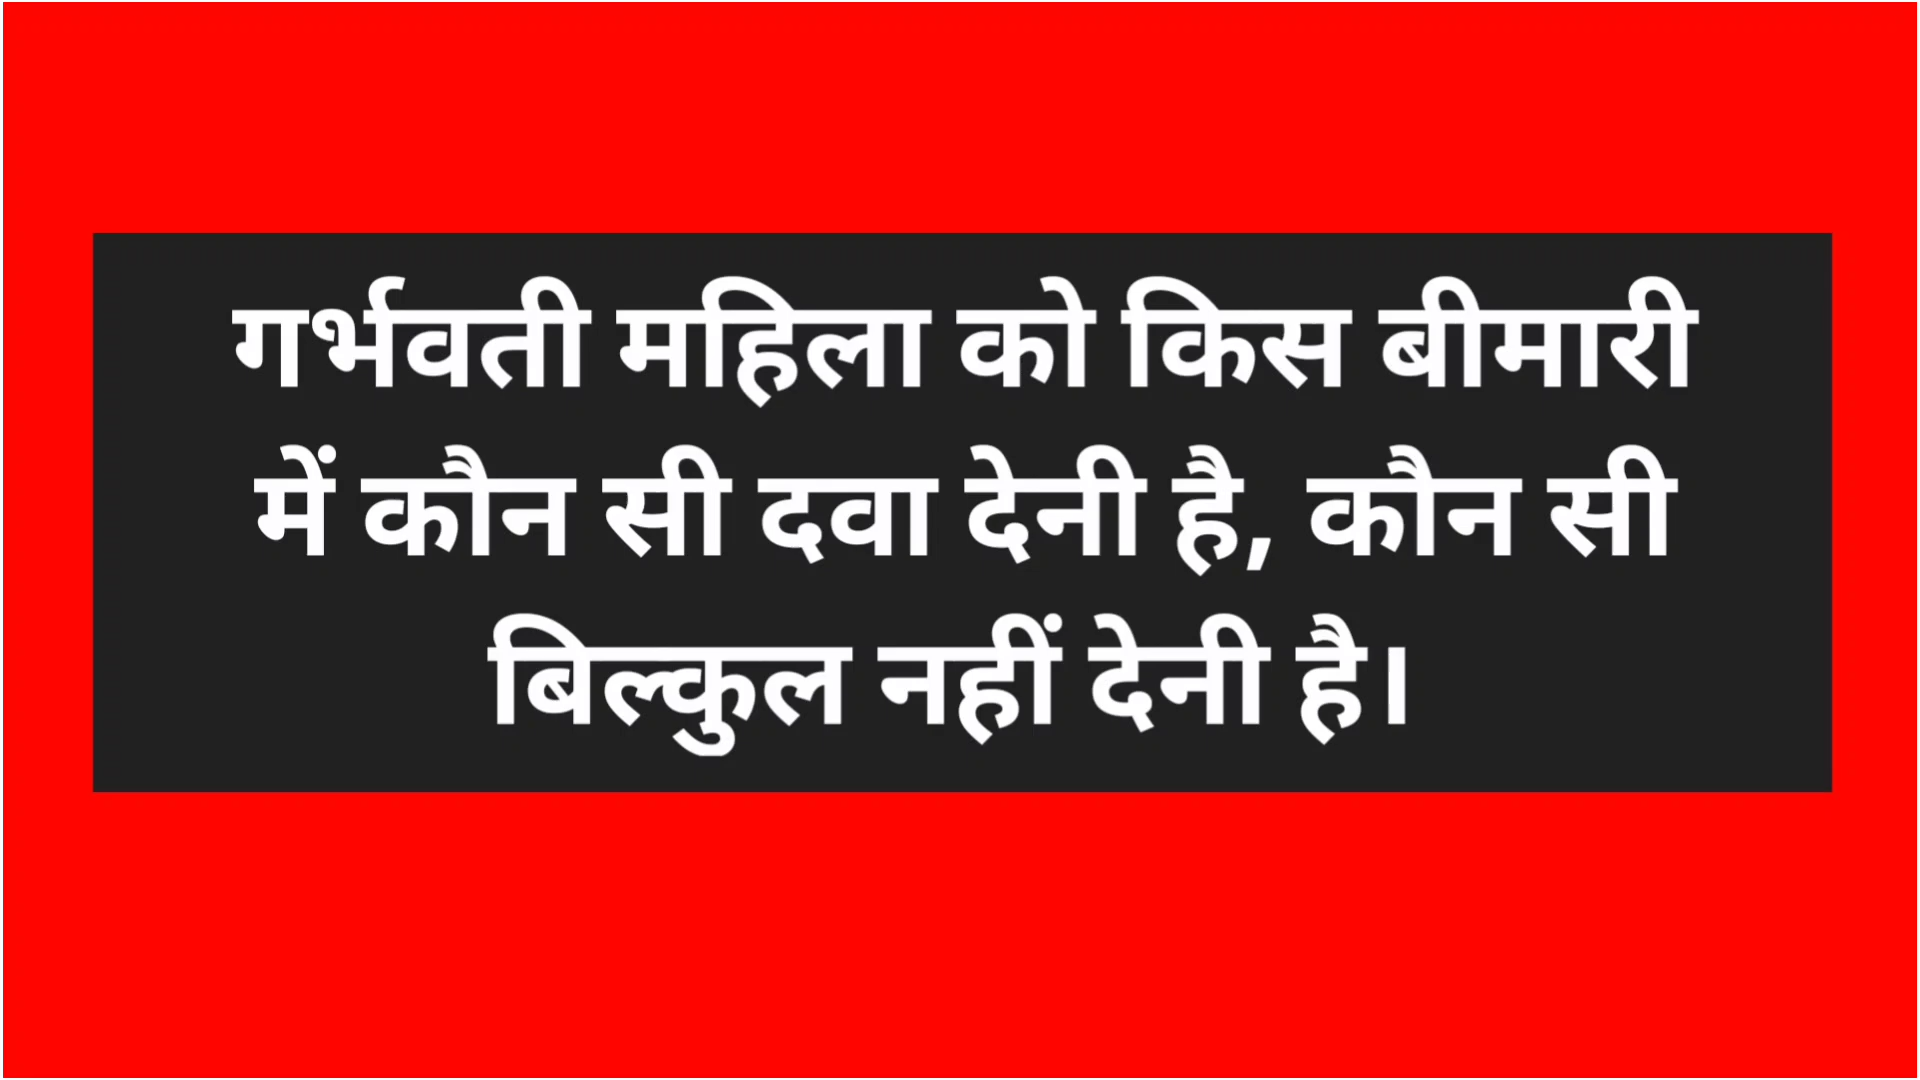 गर्भवती महिला को किस बीमारी
में कौन सी दवा देनी है, कौन सी
बिल्कुल नहीं देनी है।